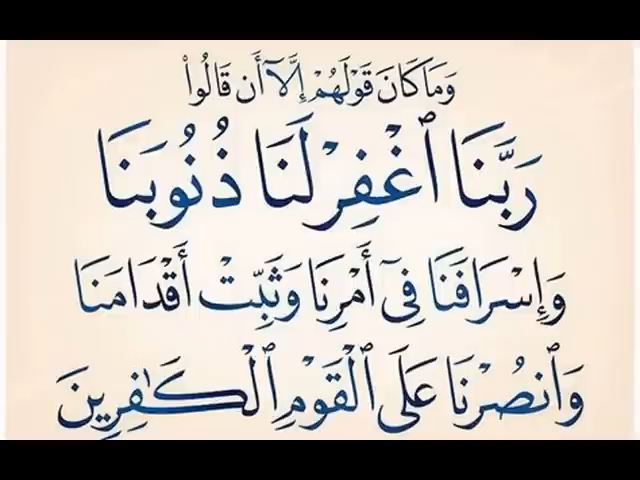 وَمَا كَانَ قَوْلَهُمْ إِلَّآ أَن قَالُوا۟
رَبَّنَا ٱغْفِرْ لَنَا ذُنُوبَنَا
وَإِسْرَافَنَا فِىٓ أَمْرِنَا وَثَبِّتْ أَقْدَامَنَا
وَٱنصُرْنَا عَلَى ٱلْقَوْمِ ٱلْكَـٰفِرِينَ